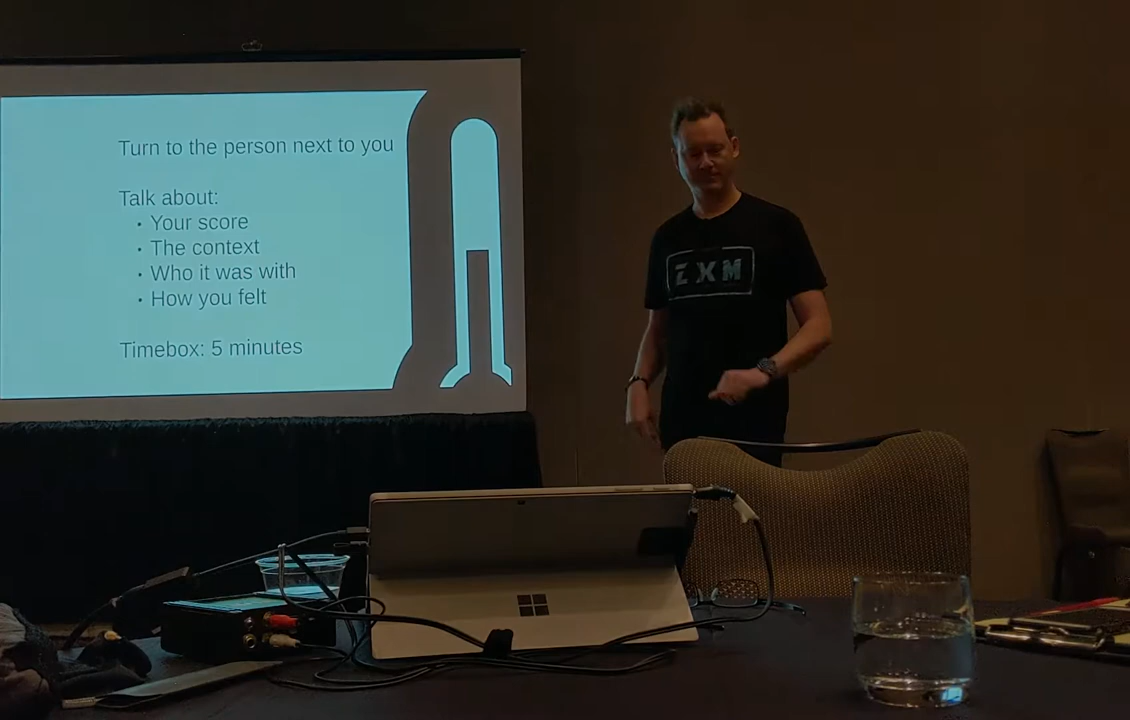 Turn to the person next to you
Talk about:
• Your score
• The context
• Who it was with
• How you felt
Timebox: 5 minutes
ΣXM